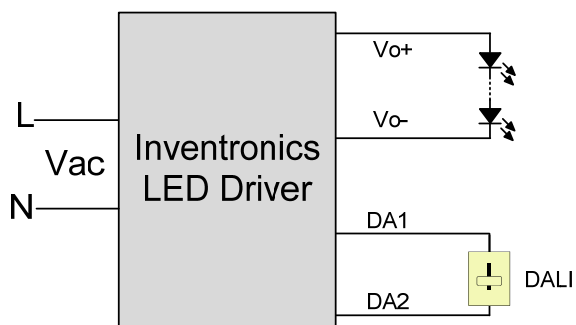 Vo+
L
Vo-
Vac
Inventronics
LED Driver
N
DA1
DALI
DA2